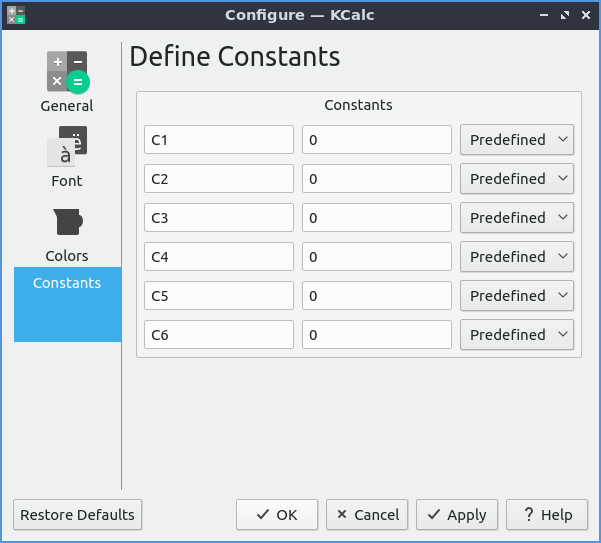 Configure — KCalc
General
Font
Colors
Constants
Define Constants
Constants
C1 0 Predefined
C2 0 Predefined
C3 0 Predefined
C4 0 Predefined
C5 0 Predefined
C6 0 Predefined
Restore Defaults OK Cancel Apply ? Help